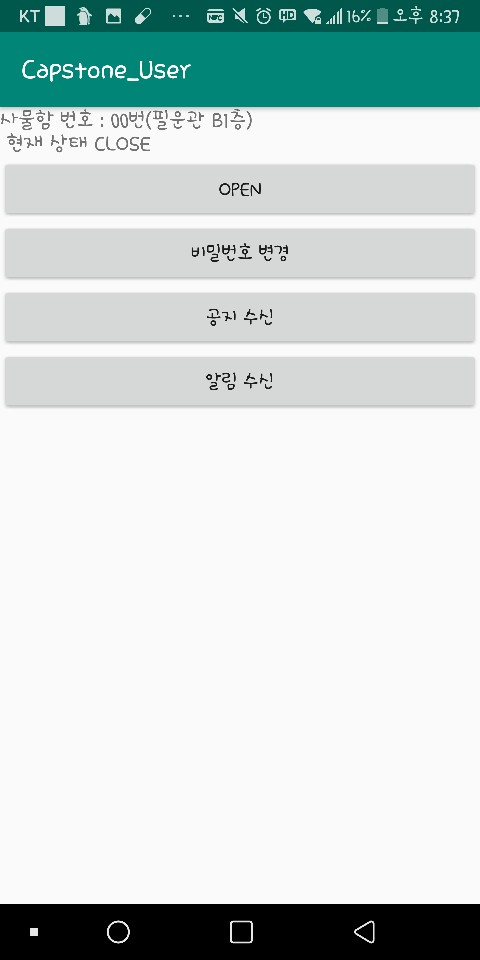 KT ... HD 16% 오후 8:37
Capstone_User
사물함 번호 : 00번(필운관 B1층)
현재 상태 CLOSE
OPEN
비밀번호 변경
공지 수신
알림 수신